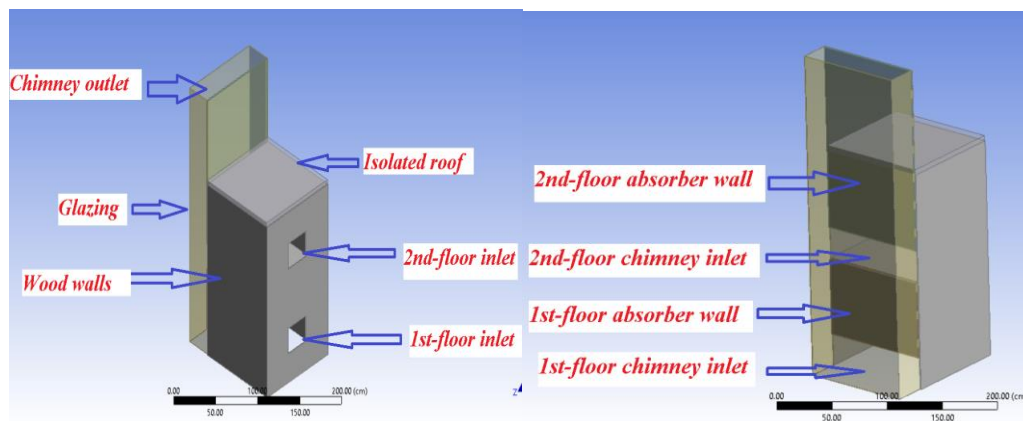 Chimney outlet
Isolated roof
Glazing
2nd-floor inlet
Wood walls
1st-floor inlet
0.00 100.00 200.00 (cm)
50.00 150.00
z
2nd-floor absorber wall
2nd-floor chimney inlet
1st-floor absorber wall
1st-floor chimney inlet
0.00 100.00 200.00 (cm)
50.00 150.00